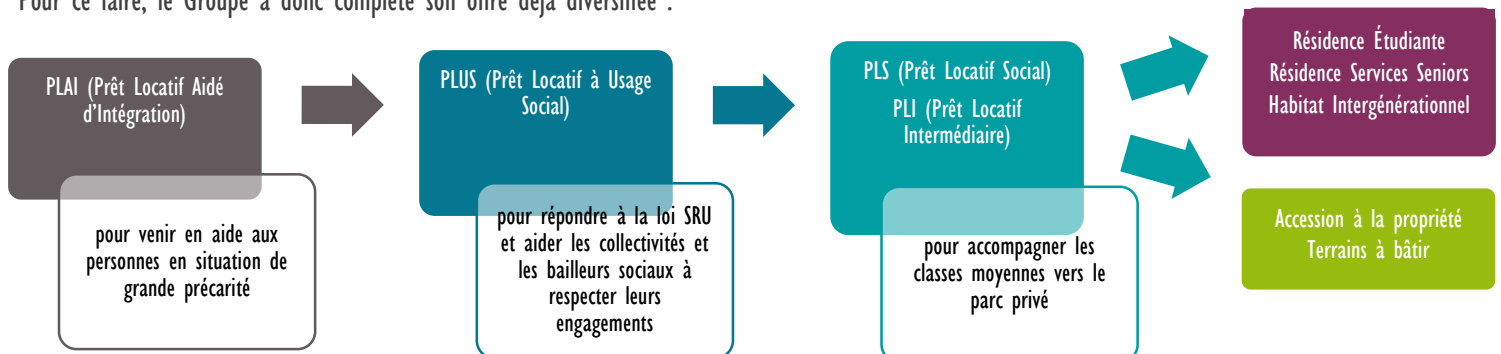 Pour ce faire, le Groupe a donc complété son offre déjà diversifiée :
PLAI (Prêt Locatif Aidé
d’Intégration)
pour venir en aide aux
personnes en situation de
grande précarité
PLUS (Prêt Locatif à Usage
Social)
pour répondre à la loi SRU
et aider les collectivités et
les bailleurs sociaux à
respecter leurs
engagements
PLS (Prêt Locatif Social)
PLI (Prêt Locatif
Intermédiaire)
pour accompagner les
classes moyennes vers le
parc privé
Résidence Étudiante
Résidence Services Seniors
Habitat Intergénérationnel
Accession à la propriété
Terrains à bâtir